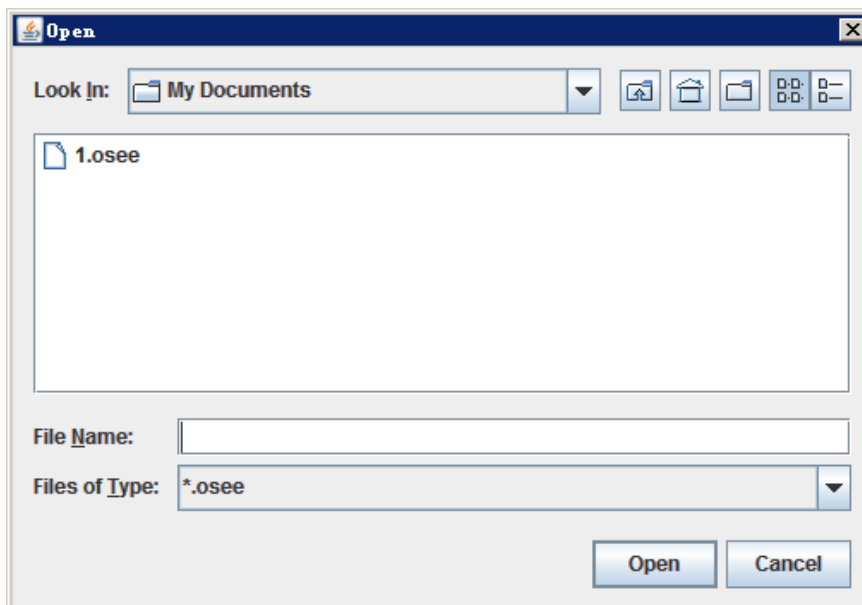 Open
Look In: My Documents
1.osee
File Name:
Files of Type: *.osee
Open Cancel